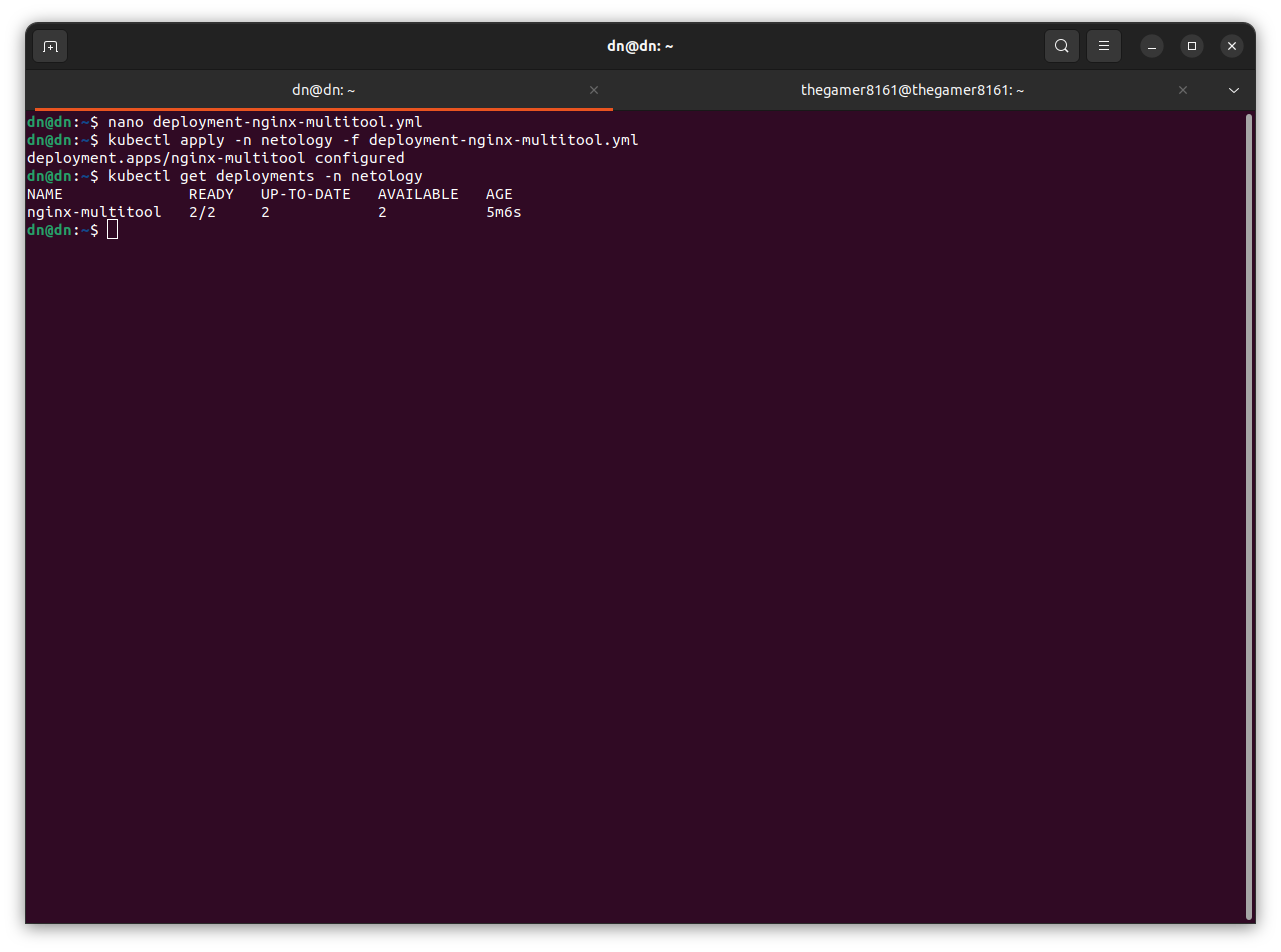 dn@dn: ~
dn@dn: ~
thegamer8161@thegamer8161: ~
dn@dn:~$ nano deployment-nginx-multitool.yml
dn@dn:~$ kubectl apply -n netology -f deployment-nginx-multitool.yml
deployment.apps/nginx-multitool configured
dn@dn:~$ kubectl get deployments -n netology
NAME              READY   UP-TO-DATE   AVAILABLE   AGE
nginx-multitool   2/2     2            2           5m6s
dn@dn:~$